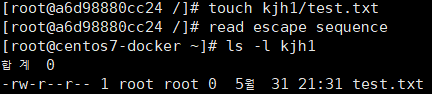 [root@a6d98880cc24 /]# touch kjh1/test.txt
[root@a6d98880cc24 /]# read escape sequence
[root@centos7-docker ~]# ls -l kjh1
합계 0
-rw-r--r-- 1 root root 0 5월 31 21:31 test.txt